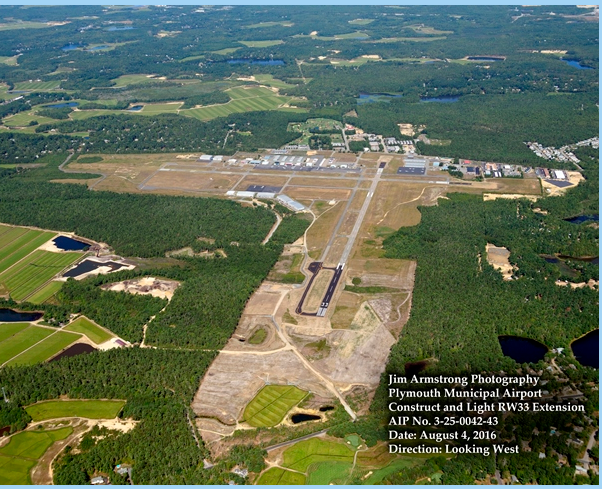 33
Jim Armstrong Photography
Plymouth Municipal Airport
Construct and Light RW33 Extension
AIP No. 3-25-0042-43
Date: August 4, 2016
Direction: Looking West